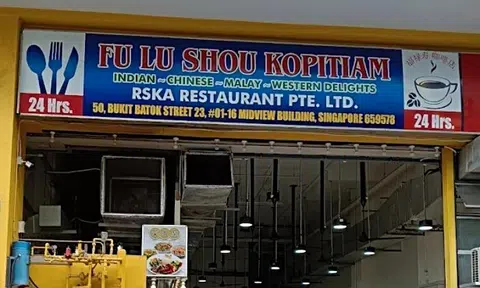 FU LU SHOU KOPITIAM
INDIAN ~ CHINESE ~ MALAY ~ WESTERN DELIGHTS
RSKA RESTAURANT PTE. LTD.
50, BUKIT BATOK STREET 23, #01-16 MIDVIEW BUILDING, SINGAPORE 659578
24 Hrs.
24 Hrs.